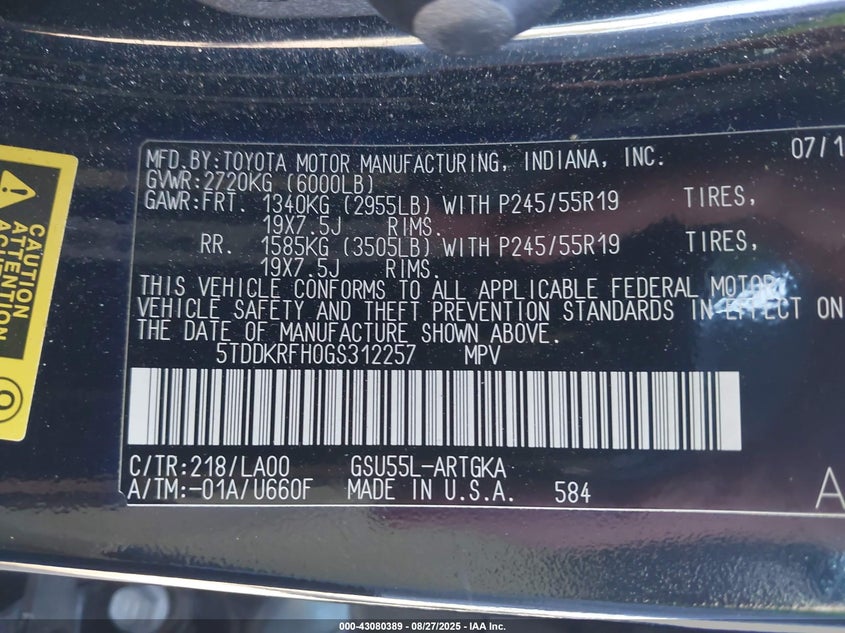 MFD.BY:TOYOTA MOTOR MANUFACTURING, INDIANA, INC. 07/1
GVWR:2720KG (6000LB)
GAWR:FRT. 1340KG (2955LB) WITH P245/55R19 TIRES,
19X7.5J RIMS.
RR. 1585KG (3505LB) WITH P245/55R19 TIRES,
19X7.5J RIMS.
THIS VEHICLE CONFORMS TO ALL APPLICABLE FEDERAL MOTOR
VEHICLE SAFETY AND THEFT PREVENTION STANDARDS IN EFFECT ON
THE DATE OF MANUFACTURE SHOWN ABOVE.
5TDDKRFH0GS312257 MPV
C/TR:218/LA00 GSU55L-ARTGKA
A/TM:-01A/U660F MADE IN U.S.A. 584
A
CAUTION
ATTENTION
000-43080389 - 08/27/2025 - IAA Inc.